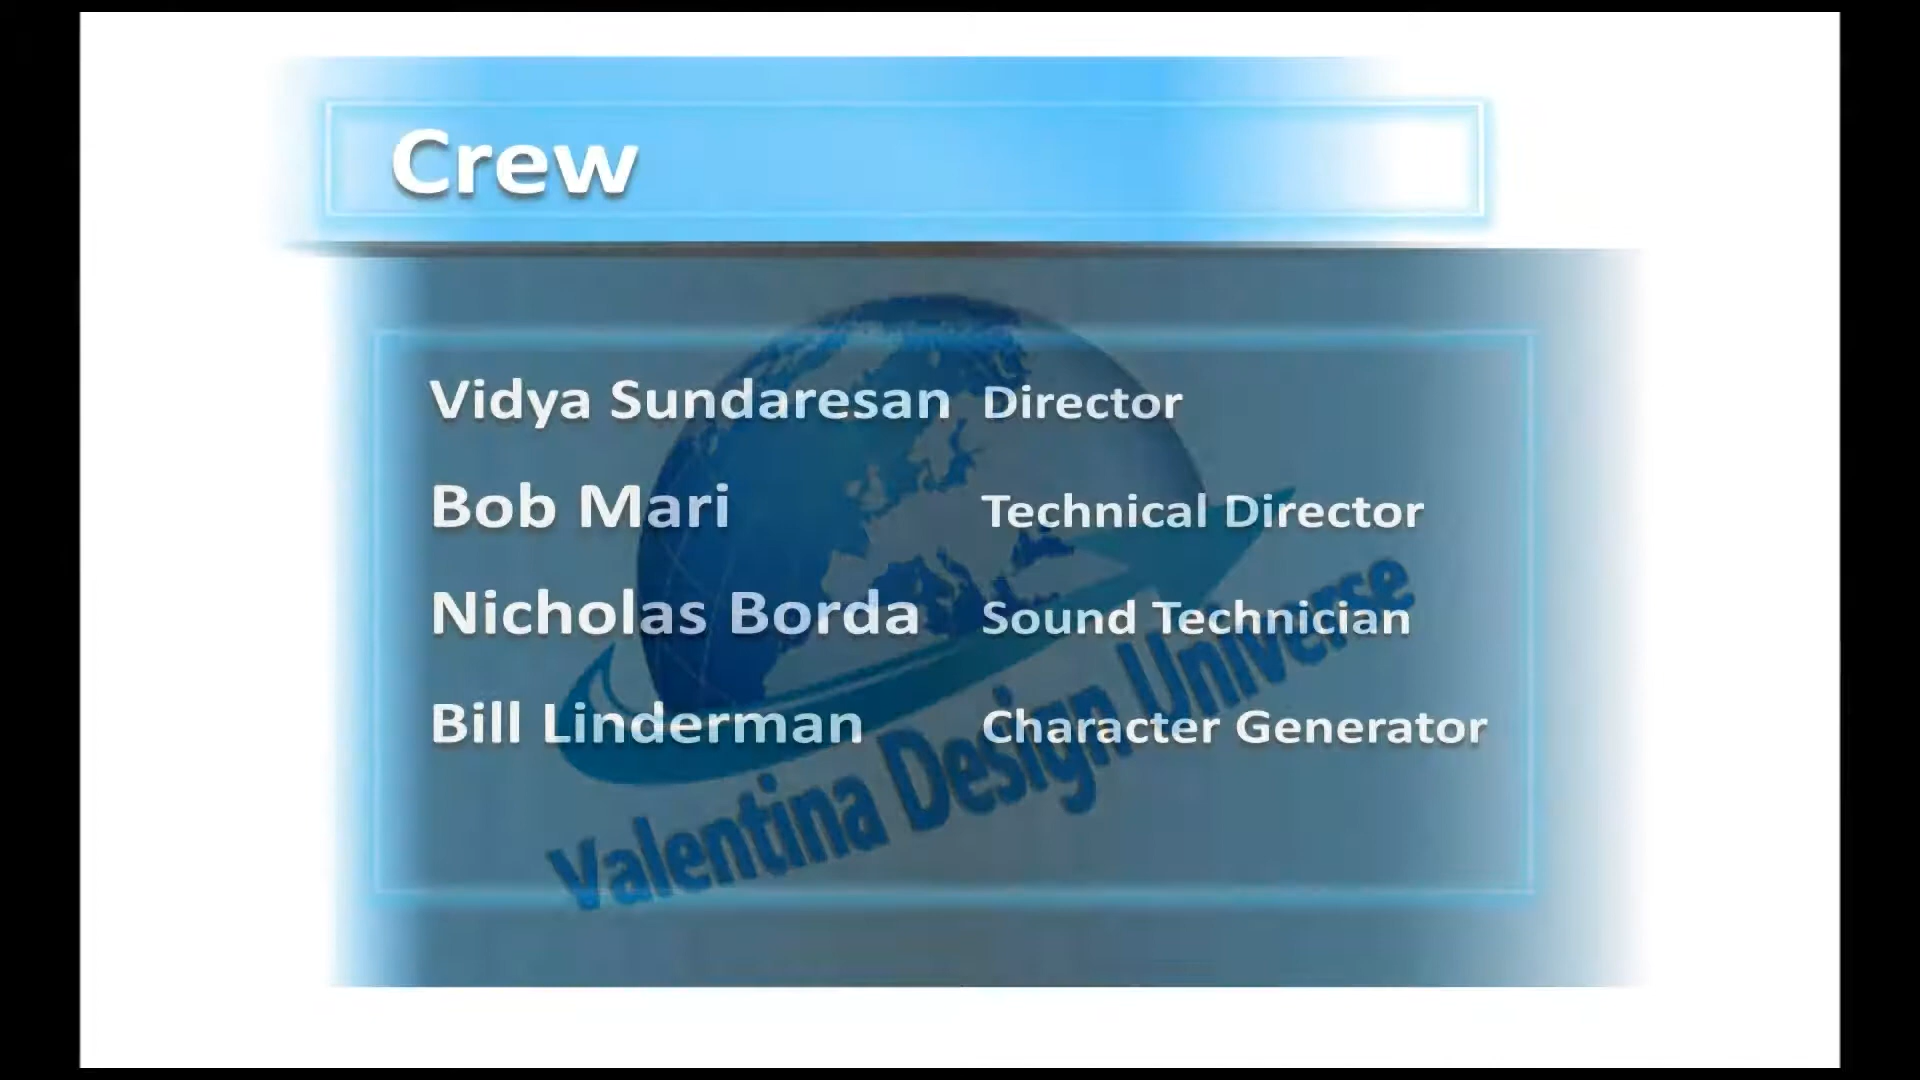 Crew
Vidya Sundaresan Director
Bob Mari Technical Director
Nicholas Borda Sound Technician
Bill Linderman Character Generator
Valentina Design Universe